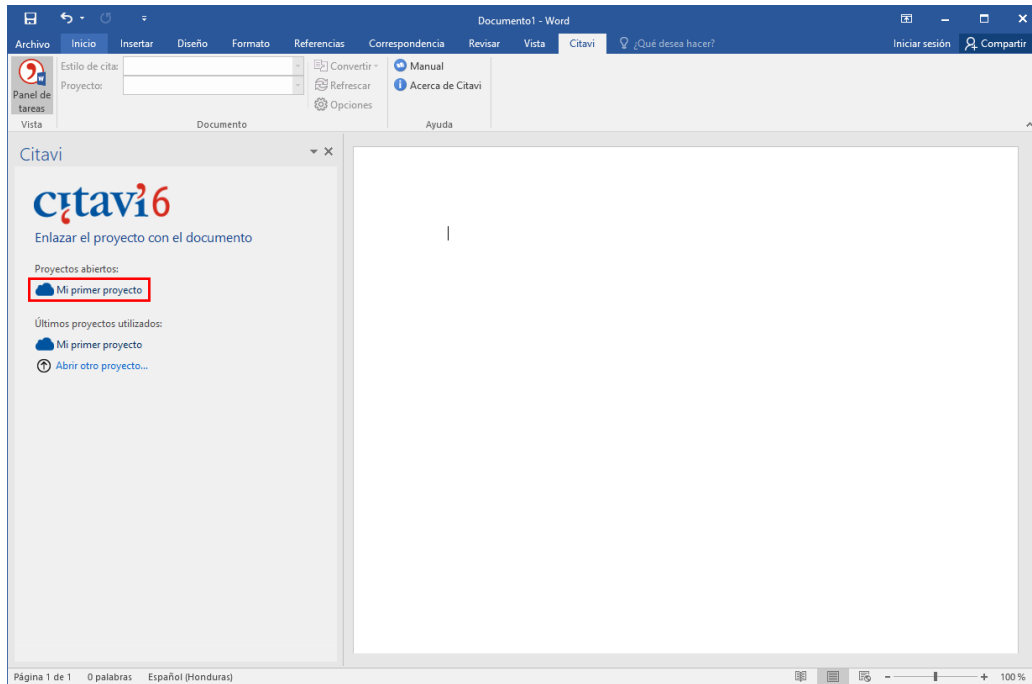 Documento1 - Word
Archivo Inicio Insertar Diseño Formato Referencias Correspondencia Revisar Vista Citavi ¿Qué desea hacer? Iniciar sesión Compartir
Panel de tareas
Vista
Estilo de cita:
Proyecto:
Documento
Convertir
Refrescar
Opciones
Manual
Acerca de Citavi
Ayuda
Citavi
citavi 6
Enlazar el proyecto con el documento
Proyectos abiertos:
Mi primer proyecto
Últimos proyectos utilizados:
Mi primer proyecto
Abrir otro proyecto...
Página 1 de 1 0 palabras Español (Honduras) 100 %